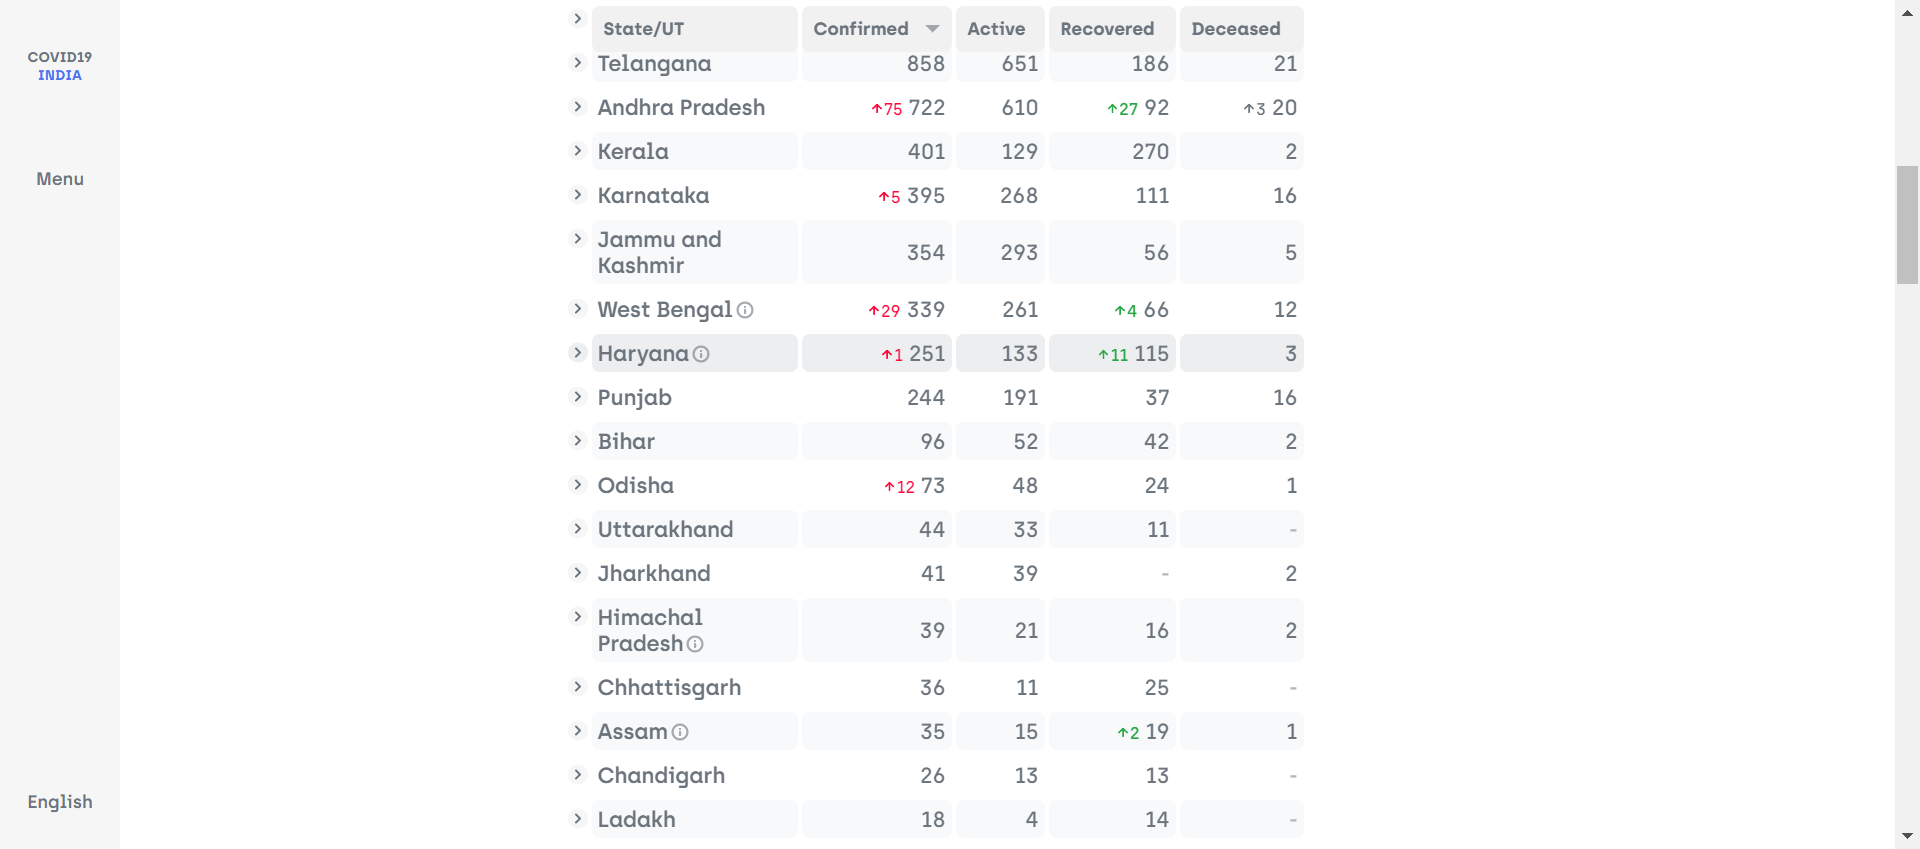 COVID19
INDIA
Menu
English
State/UT Confirmed Active Recovered Deceased
Telangana 858 651 186 21
Andhra Pradesh ↑75 722 610 ↑27 92 ↑3 20
Kerala 401 129 270 2
Karnataka ↑5 395 268 111 16
Jammu and
Kashmir 354 293 56 5
West Bengal ↑29 339 261 ↑4 66 12
Haryana ↑1 251 133 ↑11 115 3
Punjab 244 191 37 16
Bihar 96 52 42 2
Odisha ↑12 73 48 24 1
Uttarakhand 44 33 11 -
Jharkhand 41 39 - 2
Himachal
Pradesh 39 21 16 2
Chhattisgarh 36 11 25 -
Assam 35 15 ↑2 19 1
Chandigarh 26 13 13 -
Ladakh 18 4 14 -